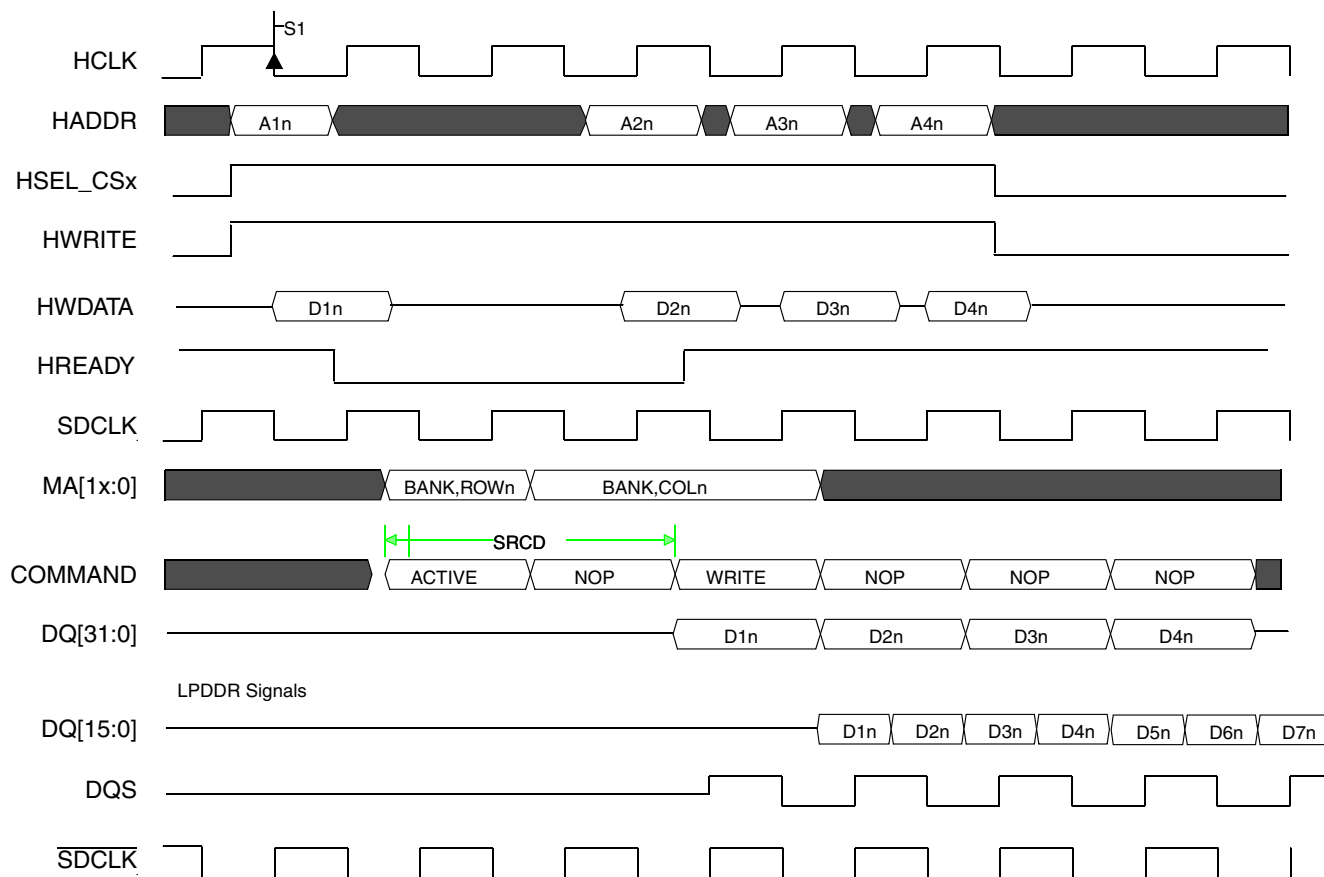 S1
HCLK
HADDR A1n A2n A3n A4n
HSEL_CSx
HWRITE
HWDATA D1n D2n D3n D4n
HREADY
SDCLK
MA[1x:0] BANK,ROWn BANK,COLn
SRCD
COMMAND ACTIVE NOP WRITE NOP NOP NOP
DQ[31:0] D1n D2n D3n D4n
LPDDR Signals
DQ[15:0] D1n D2n D3n D4n D5n D6n D7n
DQS
SDCLK